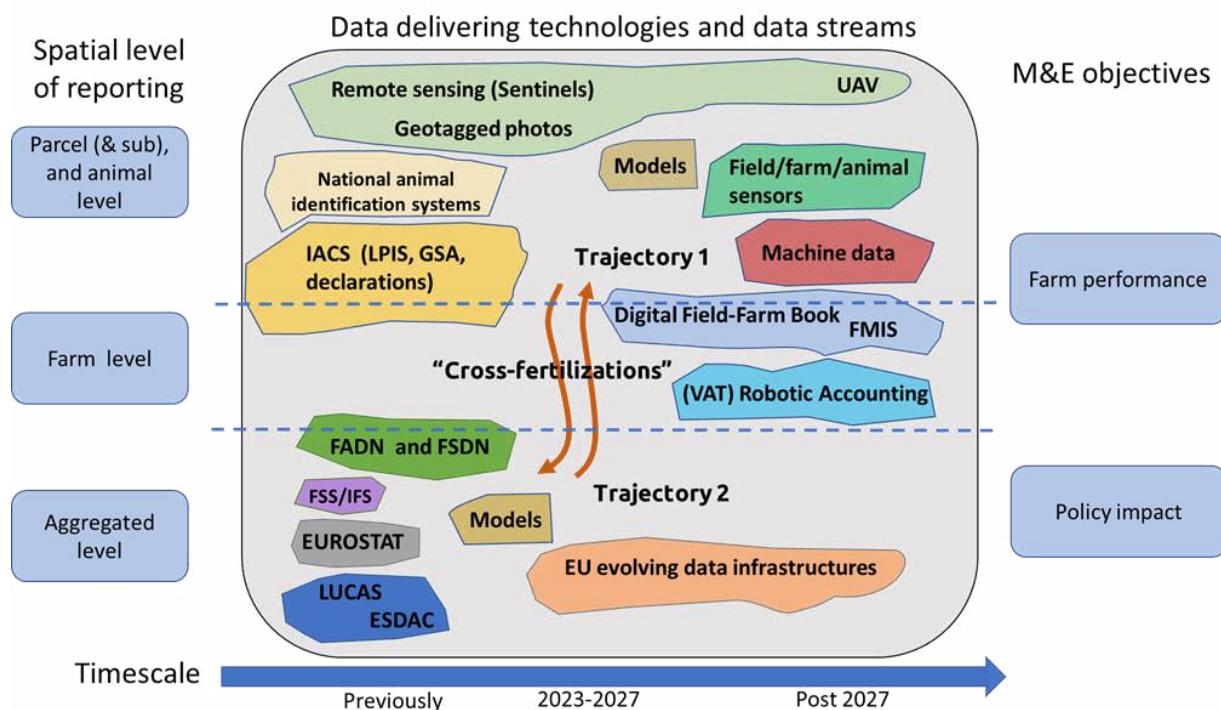 Data delivering technologies and data streams
Spatial level
of reporting
M&E objectives
Parcel (& sub),
and animal
level
Farm level
Aggregated
level
Remote sensing (Sentinels)
UAV
Geotagged photos
Models
Field/farm/animal
sensors
National animal
identification systems
IACS (LPIS, GSA,
declarations)
Trajectory 1
Machine data
Digital Field-Farm Book
FMIS
"Cross-fertilizations"
(VAT) Robotic Accounting
FADN and FSDN
FSS/IFS
Trajectory 2
Models
EUROSTAT
EU evolving data infrastructures
LUCAS
ESDAC
Farm performance
Policy impact
Timescale
Previously
2023-2027
Post 2027